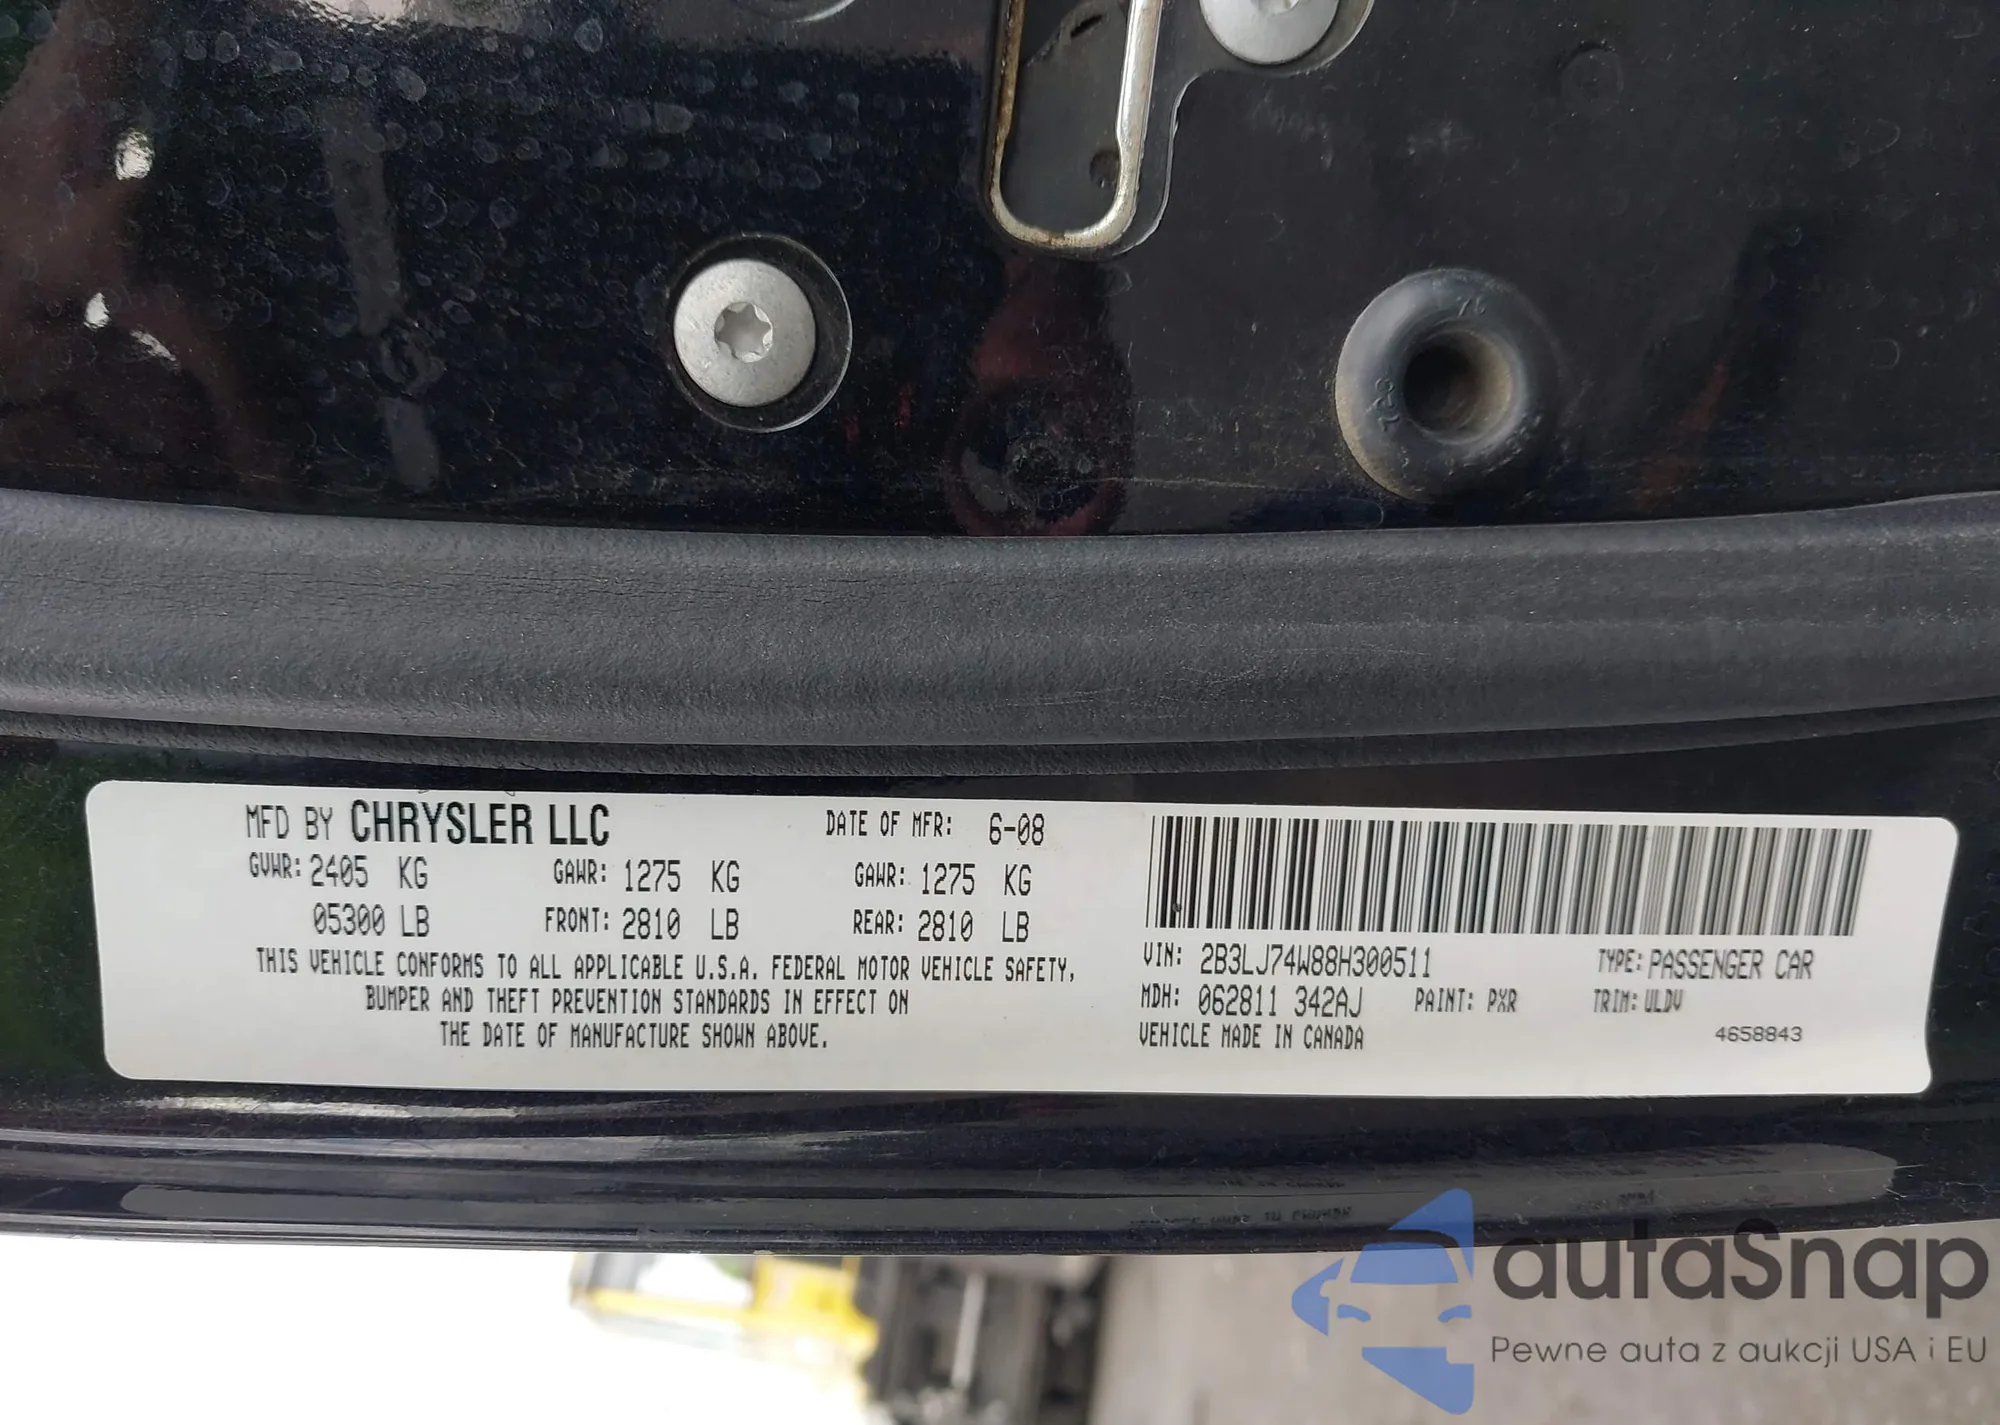 MFD BY CHRYSLER LLC DATE OF MFR: 6-08
GVWR: 2405 KG GAWR: 1275 KG GAWR: 1275 KG
05300 LB FRONT: 2810 LB REAR: 2810 LB
THIS VEHICLE CONFORMS TO ALL APPLICABLE U.S.A. FEDERAL MOTOR VEHICLE SAFETY,
BUMPER AND THEFT PREVENTION STANDARDS IN EFFECT ON
THE DATE OF MANUFACTURE SHOWN ABOVE.
VIN: 2B3LJ74W88H300511 TYPE: PASSENGER CAR
MDH: 062811 342AJ PAINT: PXR TRIM: ULDV
VEHICLE MADE IN CANADA 4658843
autaSnap
Pewne auta z aukcji USA i EU